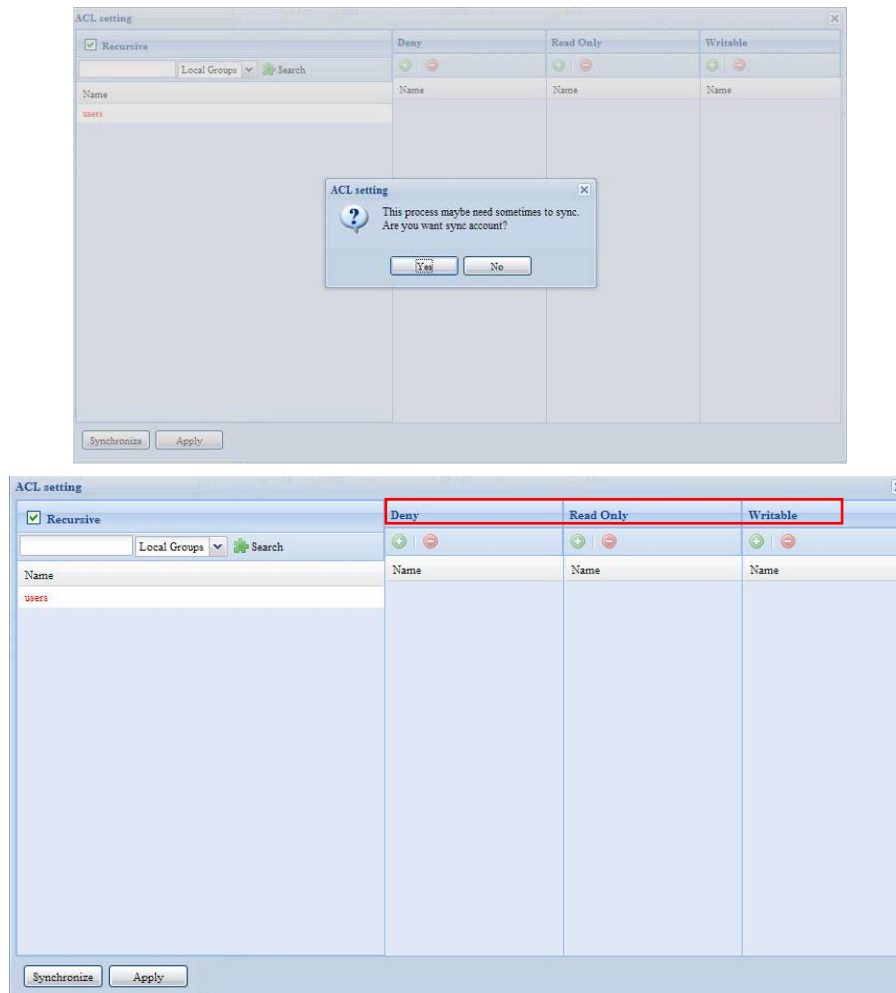 ACL setting
Recursive
Deny
Read Only
Writable
Local Groups
Search
Name
Name
Name
Name
users
ACL setting
This process maybe need sometimes to sync.
Are you want sync account?
Yes
No
Synchronize
Apply
ACL setting
Recursive
Deny
Read Only
Writable
Local Groups
Search
Name
Name
Name
Name
users
Synchronize
Apply